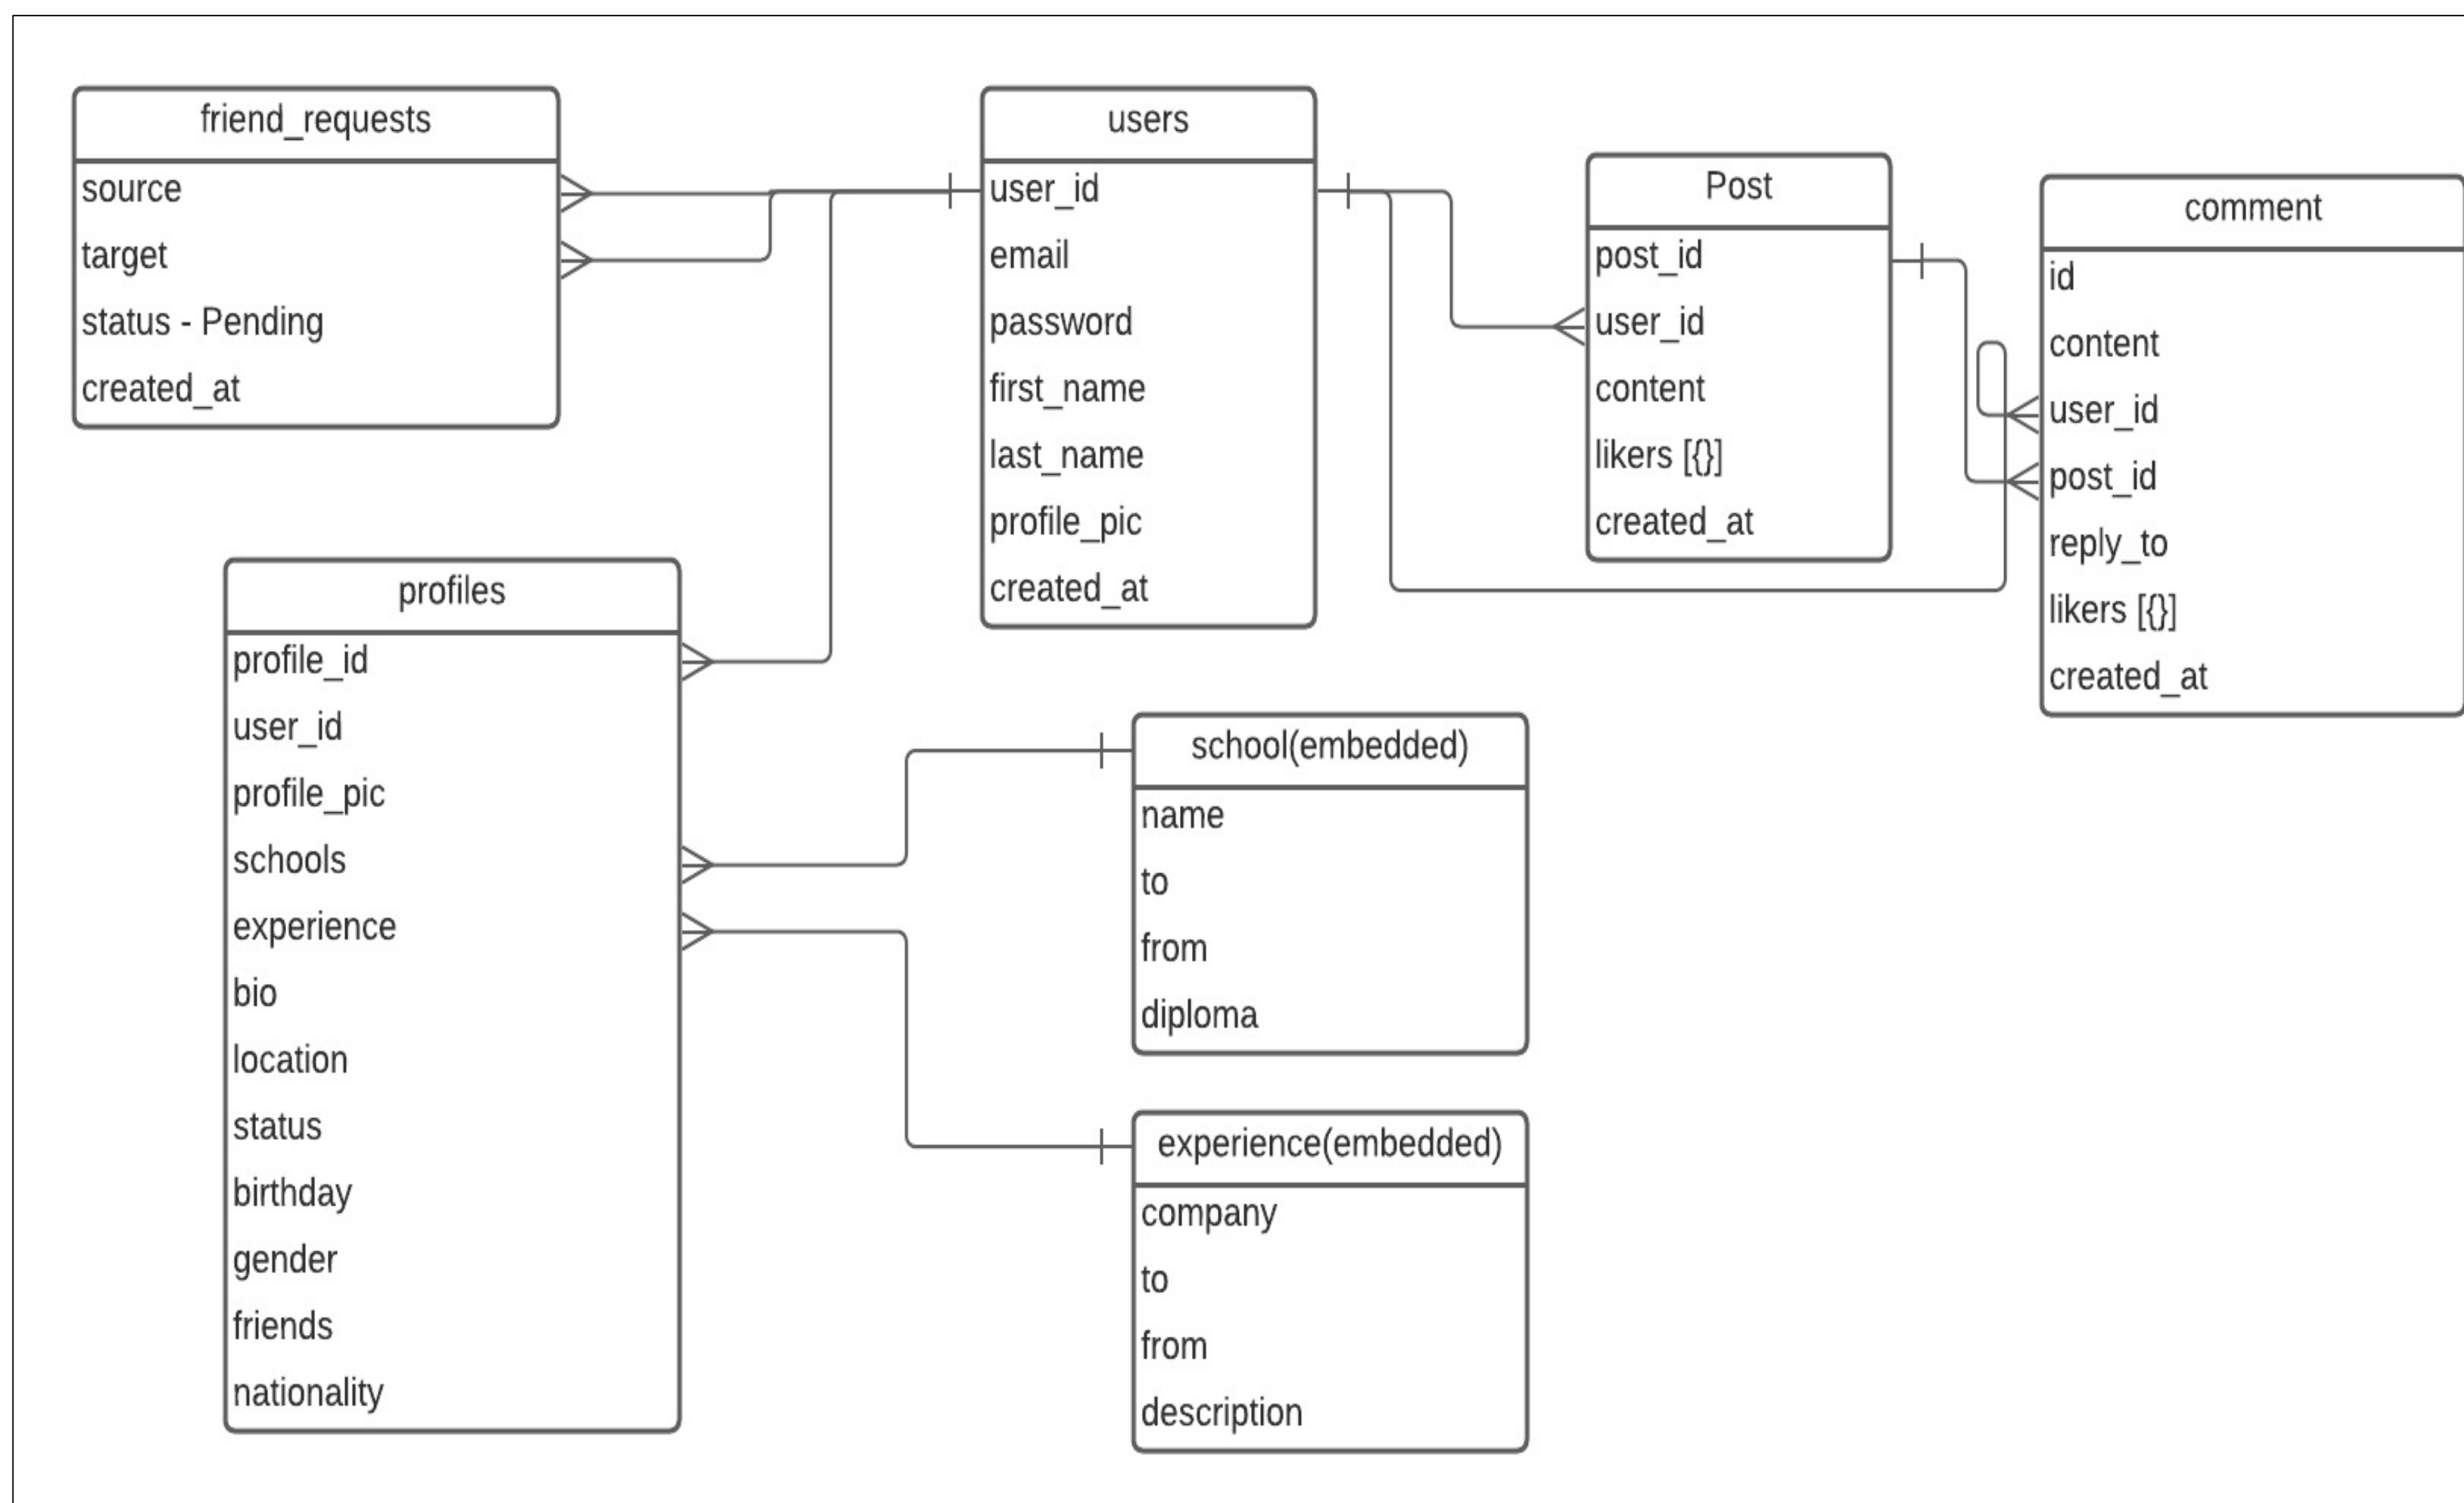 friend_requests
source
target
status - Pending
created_at
users
user_id
email
password
first_name
last_name
profile_pic
created_at
Post
post_id
user_id
content
likers [{}]
created_at
comment
id
content
user_id
post_id
reply_to
likers [{}]
created_at
profiles
profile_id
user_id
profile_pic
schools
experience
bio
location
status
birthday
gender
friends
nationality
school(embedded)
name
to
from
diploma
experience(embedded)
company
to
from
description